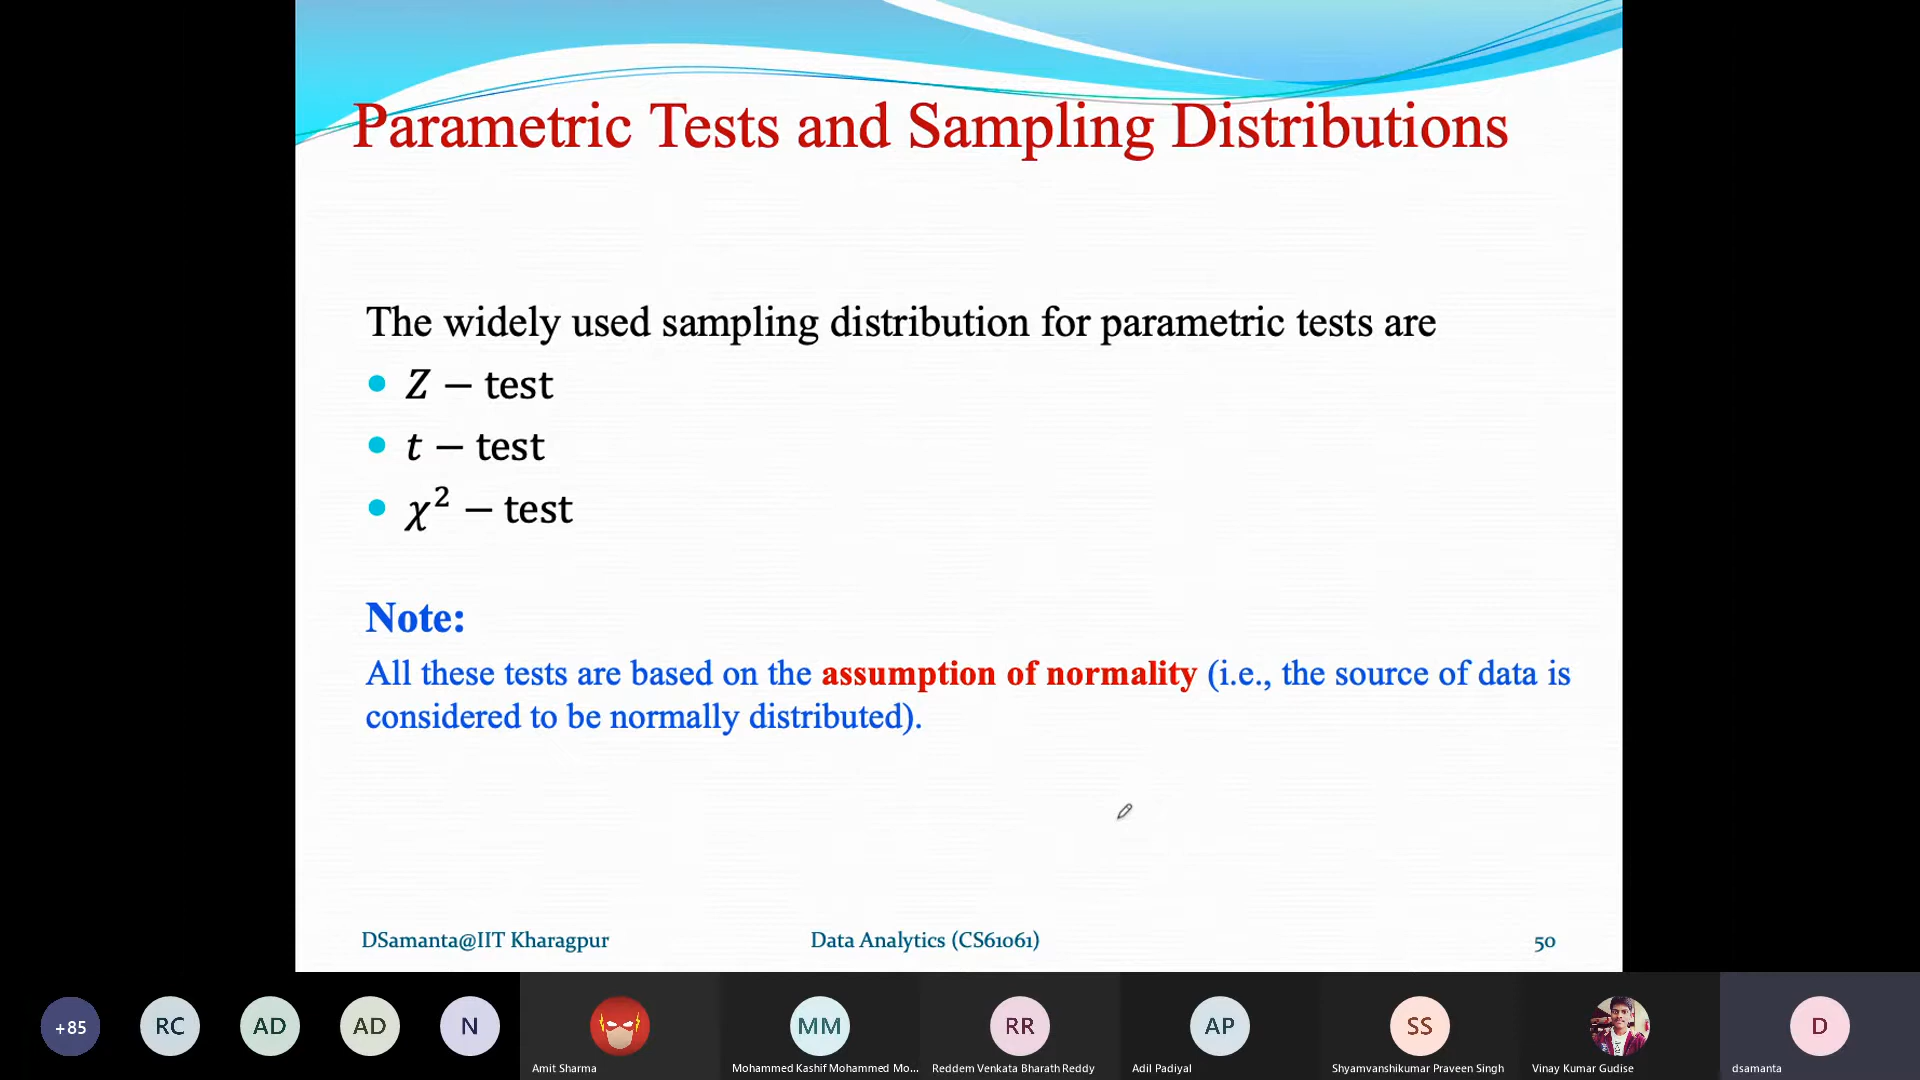 Parametric Tests and Sampling Distributions
The widely used sampling distribution for parametric tests are
• Z − test
• t − test
• χ² − test
Note:
All these tests are based on the assumption of normality (i.e., the source of data is
considered to be normally distributed).
DSamanta@IIT Kharagpur Data Analytics (CS61061) 50
+85 RC AD AD N MM RR AP SS D
Amit Sharma Mohammed Kashif Mohammed Mo... Reddem Venkata Bharath Reddy Adil Padiyal Shyamvanshikumar Praveen Singh Vinay Kumar Gudise dsamanta